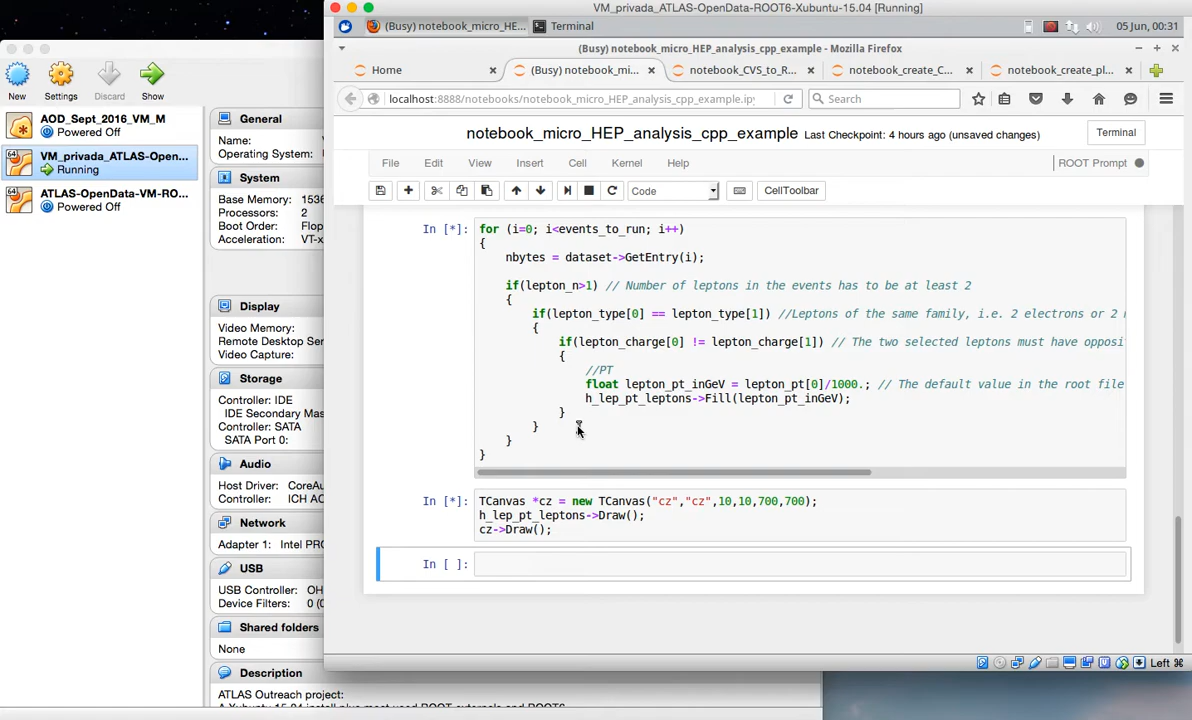 VM_privada_ATLAS-OpenData-ROOT6-Xubuntu-15.04 [Running]
(Busy) notebook_micro_HE...
Terminal
05 Jun, 00:31
(Busy) notebook_micro_HEP_analysis_cpp_example - Mozilla Firefox
Home
(Busy) notebook_mi...
notebook_CVS_to_R...
notebook_create_C...
notebook_create_pl...
localhost:8888/notebooks/notebook_micro_HEP_analysis_cpp_example.ip
Search
notebook_micro_HEP_analysis_cpp_example Last Checkpoint: 4 hours ago (unsaved changes)
Terminal
File Edit View Insert Cell Kernel Help
ROOT Prompt
Code
CellToolbar
In [*]:
for (i=0; i<events_to_run; i++)
{
nbytes = dataset->GetEntry(i);
if(lepton_n>1) // Number of leptons in the events has to be at least 2
{
if(lepton_type[0] == lepton_type[1]) //Leptons of the same family, i.e. 2 electrons or 2
{
if(lepton_charge[0] != lepton_charge[1]) // The two selected leptons must have opposi
{
//PT
float lepton_pt_inGeV = lepton_pt[0]/1000.; // The default value in the root file
h_lep_pt_leptons->Fill(lepton_pt_inGeV);
}
}
}
}
In [*]:
TCanvas *cz = new TCanvas("cz","cz",10,10,700,700);
h_lep_pt_leptons->Draw();
cz->Draw();
In [ ]:
Left ⌘
New
Settings
Discard
Show
64
AOD_Sept_2016_VM_M
Powered Off
64
VM_privada_ATLAS-Open...
Running
64
ATLAS-OpenData-VM-RO...
Powered Off
General
Name:
Operating System:
System
Base Memory: 1536
Processors: 2
Boot Order: Flop
Acceleration: VT-x
Display
Video Memory:
Remote Desktop Ser
Video Capture:
Storage
Controller: IDE
IDE Secondary Mas
Controller: SATA
SATA Port 0:
Audio
Host Driver: CoreAu
Controller: ICH AC
Network
Adapter 1: Intel PRO
USB
USB Controller: OH
Device Filters: 0 (0
Shared folders
None
Description
ATLAS Outreach project: